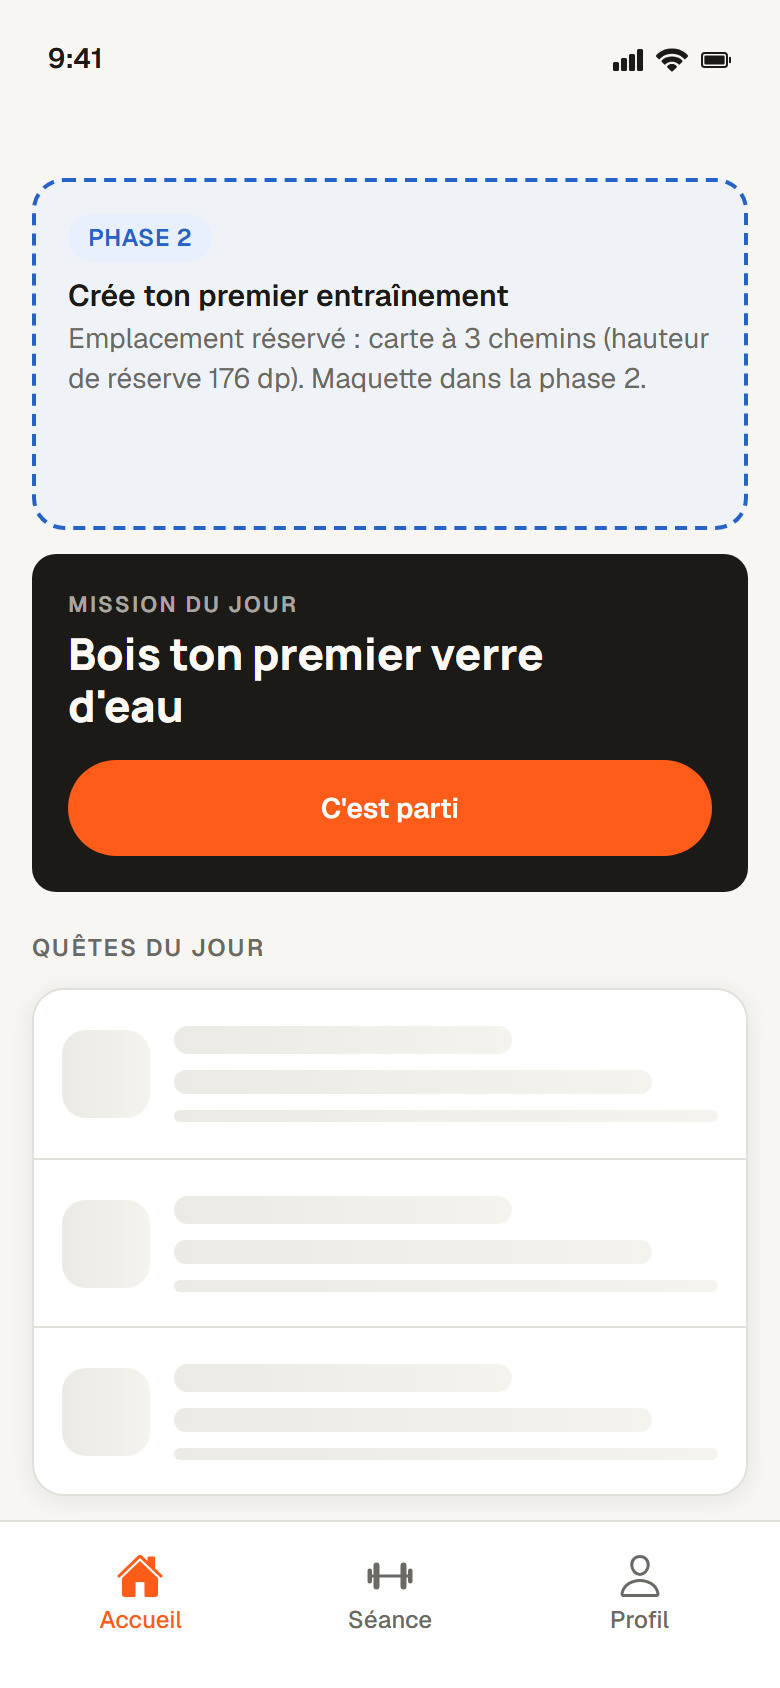 9:41
PHASE 2
Crée ton premier entraînement
Emplacement réservé : carte à 3 chemins (hauteur
de réserve 176 dp). Maquette dans la phase 2.
MISSION DU JOUR
Bois ton premier verre
d'eau
C'est parti
QUÊTES DU JOUR
Accueil
Séance
Profil